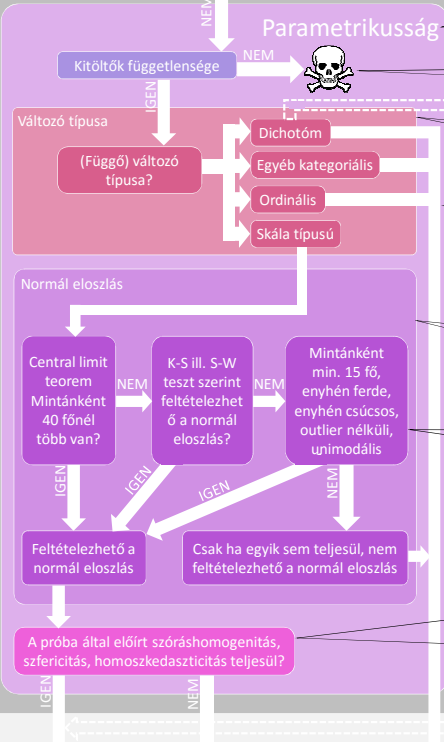 NEM
Parametrikusság
Kitöltők függetlensége
NEM
IGEN
Változó típusa
(Függő) változó
típusa?
Dichotóm
Egyéb kategoriális
Ordinális
Skála típusú
Normál eloszlás
Central limit
teorem
Mintánként
40 főnél
több van?
NEM
K-S ill. S-W
teszt szerint
feltételezhet
ő a normál
eloszlás?
NEM
Mintánként
min. 15 fő,
enyhén ferde,
enyhén csúcsos,
outlier nélküli,
unimodális
IGEN
IGEN
IGEN
NEM
Feltételezhető a
normál eloszlás
Csak ha egyik sem teljesül, nem
feltételezhető a normál eloszlás
A próba által előírt szóráshomogenitás,
szfericitás, homoszkedaszticitás teljesül?
IGEN
NEM